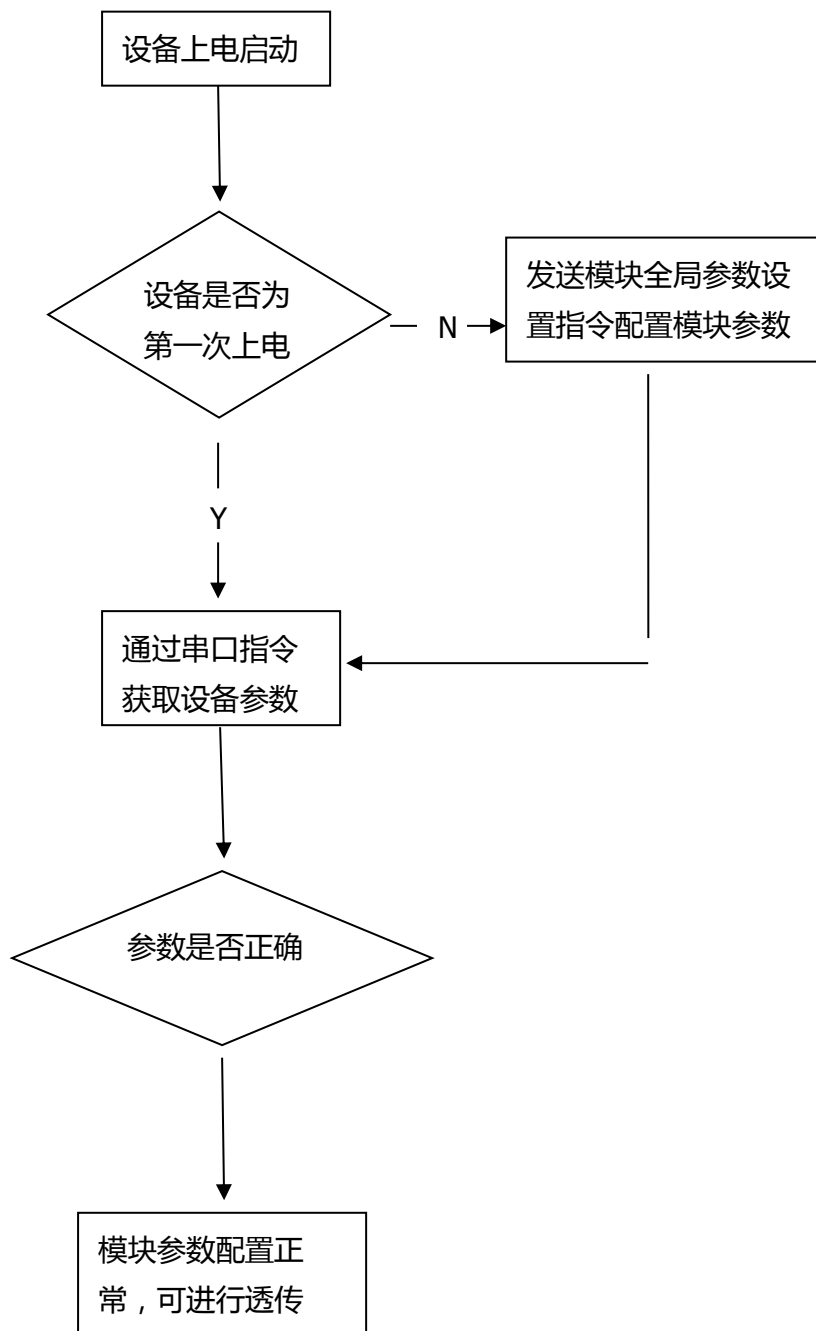 设备上电启动
设备是否为
第一次上电
N
发送模块全局参数设
置指令配置模块参数
Y
通过串口指令
获取设备参数
参数是否正确
模块参数配置正
常，可进行透传